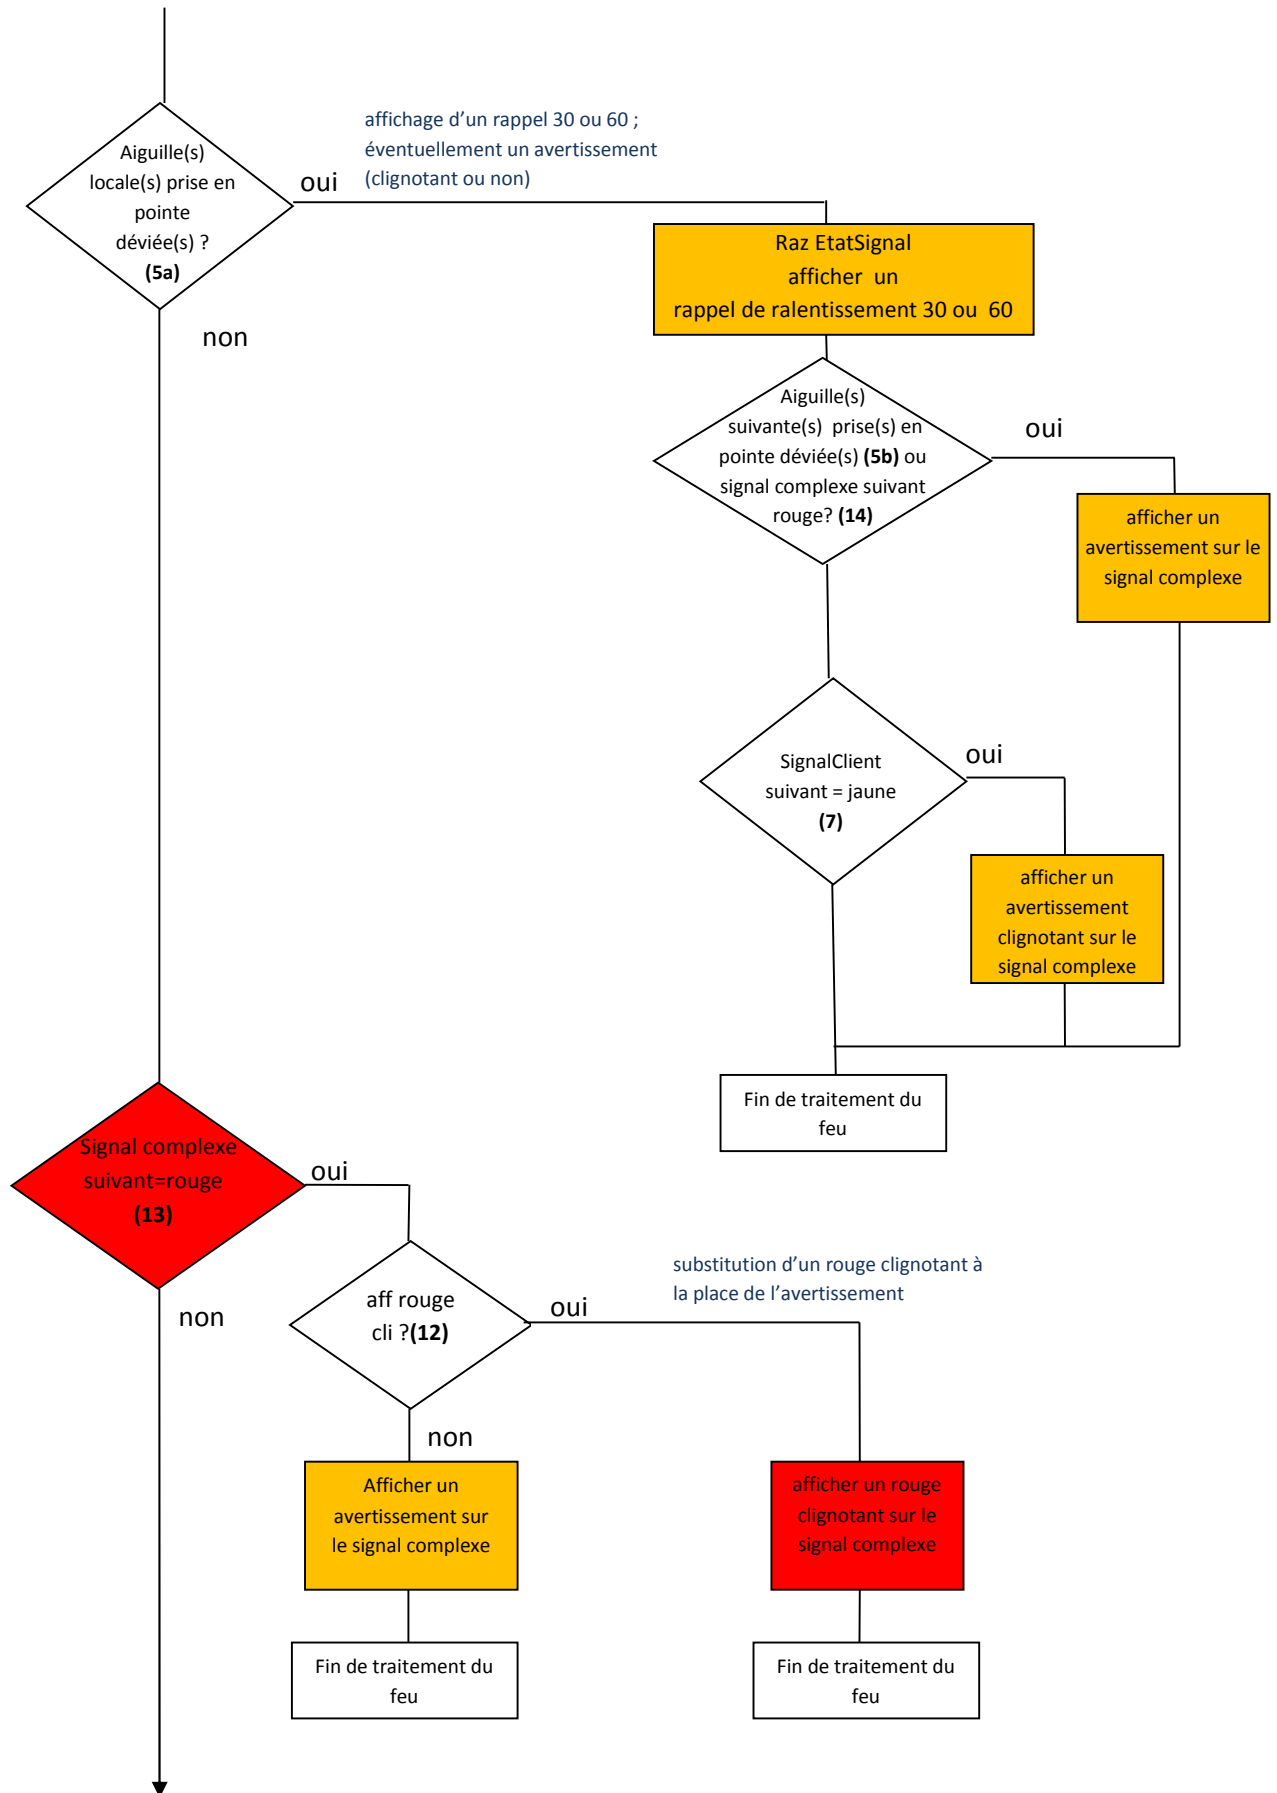 Aiguille(s)
locale(s) prise en
pointe
déviée(s) ?
(5a)
oui
affichage d’un rappel 30 ou 60 ;
éventuellement un avertissement
(clignotant ou non)
non
Raz EtatSignal
afficher un
rappel de ralentissement 30 ou 60
Aiguille(s)
suivante(s) prise(s) en
pointe déviée(s) (5b) ou
signal complexe suivant
rouge? (14)
oui
afficher un
avertissement sur le
signal complexe
SignalClient
suivant = jaune
(7)
oui
afficher un
avertissement
clignotant sur le
signal complexe
Fin de traitement du
feu
Signal complexe
suivant=rouge
(13)
oui
non
aff rouge
cli ?(12)
oui
substitution d’un rouge clignotant à
la place de l’avertissement
non
Afficher un
avertissement sur
le signal complexe
afficher un rouge
clignotant sur le
signal complexe
Fin de traitement du
feu
Fin de traitement du
feu